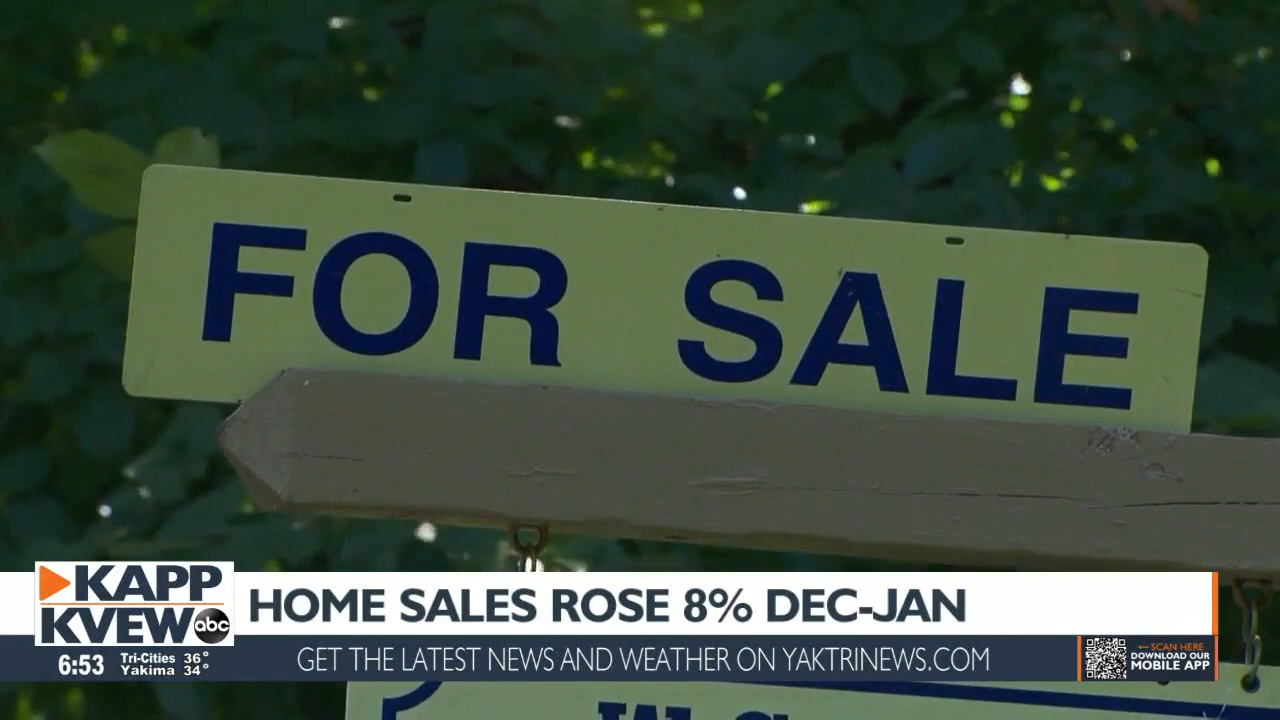 FOR SALE
KAPP
KVEW abc
HOME SALES ROSE 8% DEC-JAN
6:53
Tri-Cities 36°
Yakima 34°
GET THE LATEST NEWS AND WEATHER ON YAKTRINEWS.COM
SCAN HERE
DOWNLOAD OUR
MOBILE APP